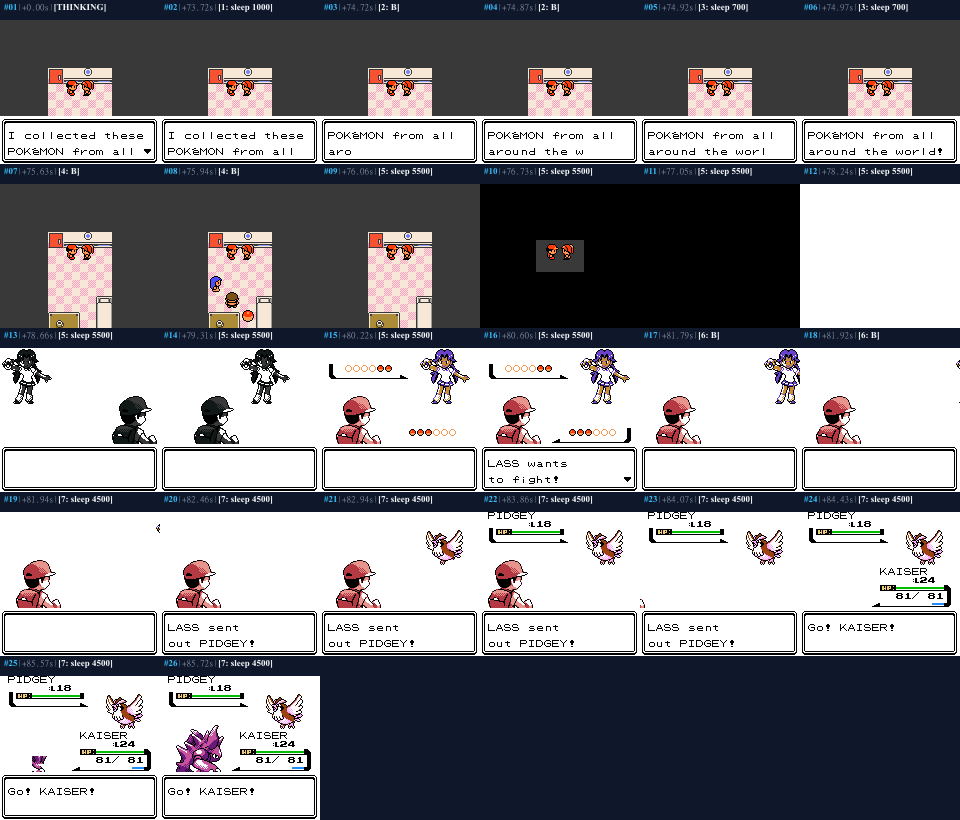 #01|+0.00s|[THINKING]
I collected these
POKéMON from all
#02|+73.72s|[1: sleep 1000]
I collected these
POKéMON from all
#03|+74.72s|[2: B]
POKéMON from all
aro
#04|+74.87s|[2: B]
POKéMON from all
around the w
#05|+74.92s|[3: sleep 700]
POKéMON from all
around the worl
#06|+74.97s|[3: sleep 700]
POKéMON from all
around the world!
#07|+75.63s|[4: B]
#08|+75.94s|[4: B]
#09|+76.06s|[5: sleep 5500]
#10|+76.73s|[5: sleep 5500]
#11|+77.05s|[5: sleep 5500]
#12|+78.24s|[5: sleep 5500]
#13|+78.66s|[5: sleep 5500]
#14|+79.31s|[5: sleep 5500]
#15|+80.22s|[5: sleep 5500]
#16|+80.60s|[5: sleep 5500]
LASS wants
to fight!
#17|+81.79s|[6: B]
#18|+81.92s|[6: B]
#19|+81.94s|[7: sleep 4500]
#20|+82.46s|[7: sleep 4500]
LASS sent
out PIDGEY!
#21|+82.94s|[7: sleep 4500]
LASS sent
out PIDGEY!
#22|+83.86s|[7: sleep 4500]
PIDGEY
:L18
HP:
LASS sent
out PIDGEY!
#23|+84.07s|[7: sleep 4500]
PIDGEY
:L18
HP:
LASS sent
out PIDGEY!
#24|+84.43s|[7: sleep 4500]
PIDGEY
:L18
HP:
KAISER
:L24
HP:
81/ 81
Go! KAISER!
#25|+85.57s|[7: sleep 4500]
PIDGEY
:L18
HP:
KAISER
:L24
HP:
81/ 81
Go! KAISER!
#26|+85.72s|[7: sleep 4500]
PIDGEY
:L18
HP:
KAISER
:L24
HP:
81/ 81
Go! KAISER!